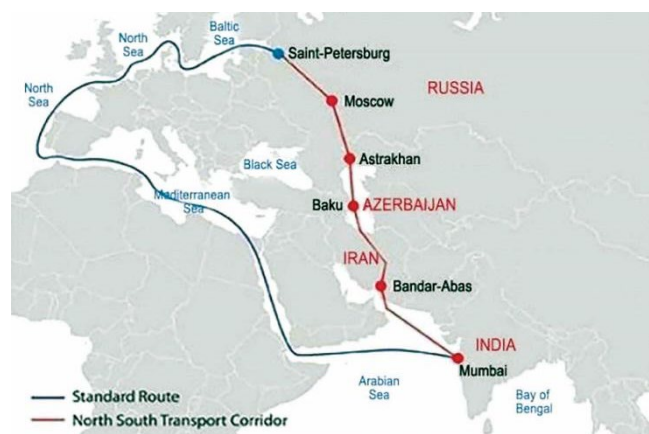 North
Sea
Baltic
Sea
Saint-Petersburg
North
Sea
RUSSIA
Moscow
Astrakhan
Black Sea
Mediterranean
Sea
Baku
AZERBAIJAN
IRAN
Bandar-Abas
INDIA
Mumbai
Arabian
Sea
Bay of
Bengal
Standard Route
North South Transport Corridor